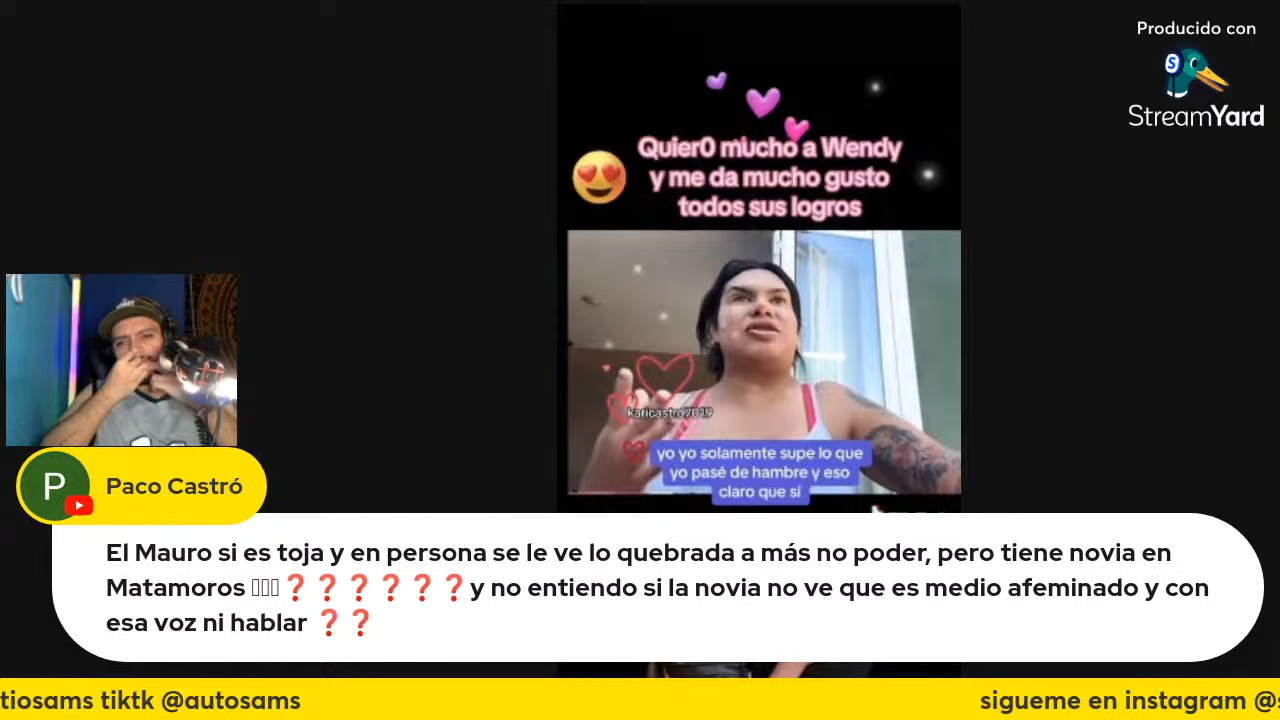 Producido con
StreamYard
Quier0 mucho a Wendy
y me da mucho gusto
todos sus logros
karicastro7019
yo yo solamente supe lo que
yo pasé de hambre y eso
claro que sí
P
Paco Castró
El Mauro si es toja y en persona se le ve lo quebrada a más no poder, pero tiene novia en
Matamoros ▯▯▯❓❓❓❓❓❓y no entiendo si la novia no ve que es medio afeminado y con
esa voz ni hablar ❓❓
tiosams tiktk @autosams
sigueme en instagram @